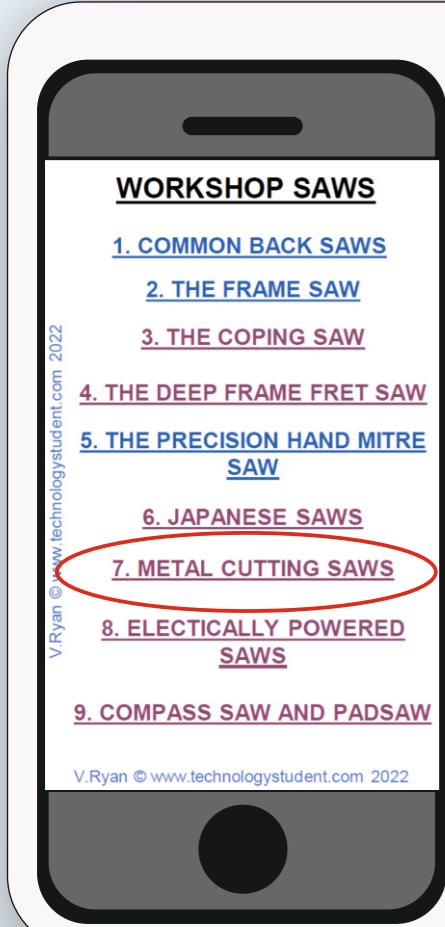 WORKSHOP SAWS
1. COMMON BACK SAWS
2. THE FRAME SAW
3. THE COPING SAW
4. THE DEEP FRAME FRET SAW
5. THE PRECISION HAND MITRE
SAW
6. JAPANESE SAWS
7. METAL CUTTING SAWS
8. ELECTICALLY POWERED
SAWS
9. COMPASS SAW AND PADSAW
V.Ryan © www.technologystudent.com 2022
V.Ryan © www.technologystudent.com 2022